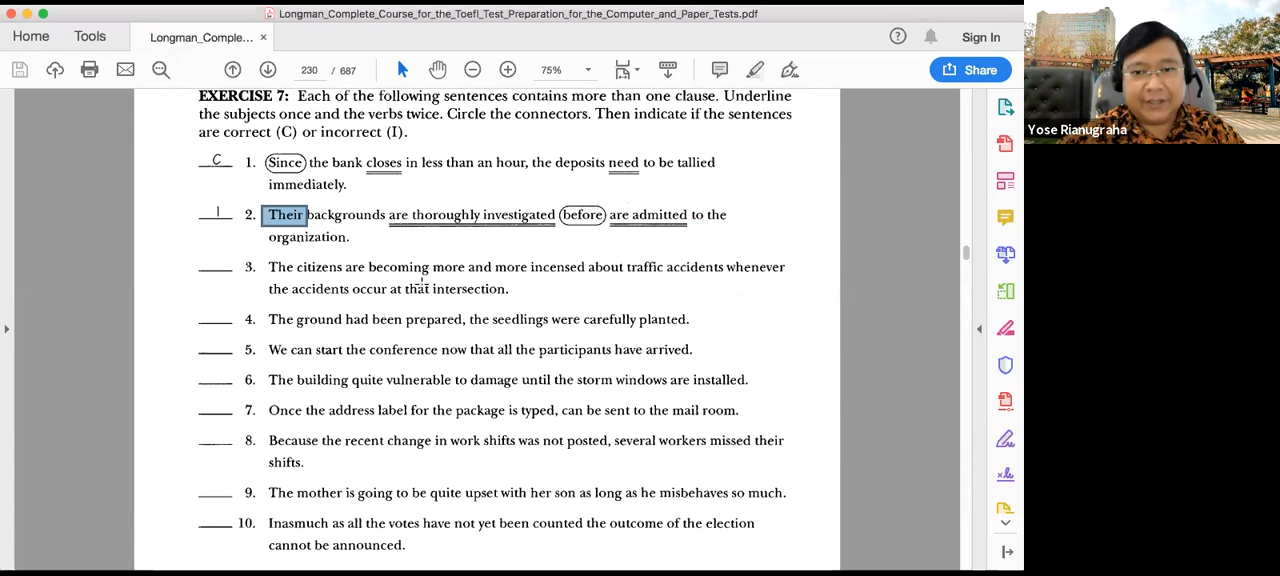 Longman_Complete_Course_for_the_Toefl_Test_Preparation_for_the_Computer_and_Paper_Tests.pdf
Home Tools Longman_Comple... × Sign In
230 / 687 75% Share
EXERCISE 7: Each of the following sentences contains more than one clause. Underline
the subjects once and the verbs twice. Circle the connectors. Then indicate if the sentences
are correct (C) or incorrect (I).
C 1. Since the bank closes in less than an hour, the deposits need to be tallied
immediately.
I 2. Their backgrounds are thoroughly investigated before are admitted to the
organization.
3. The citizens are becoming more and more incensed about traffic accidents whenever
the accidents occur at that intersection.
4. The ground had been prepared, the seedlings were carefully planted.
5. We can start the conference now that all the participants have arrived.
6. The building quite vulnerable to damage until the storm windows are installed.
7. Once the address label for the package is typed, can be sent to the mail room.
8. Because the recent change in work shifts was not posted, several workers missed their
shifts.
9. The mother is going to be quite upset with her son as long as he misbehaves so much.
10. Inasmuch as all the votes have not yet been counted the outcome of the election
cannot be announced.
Yose Rianugraha